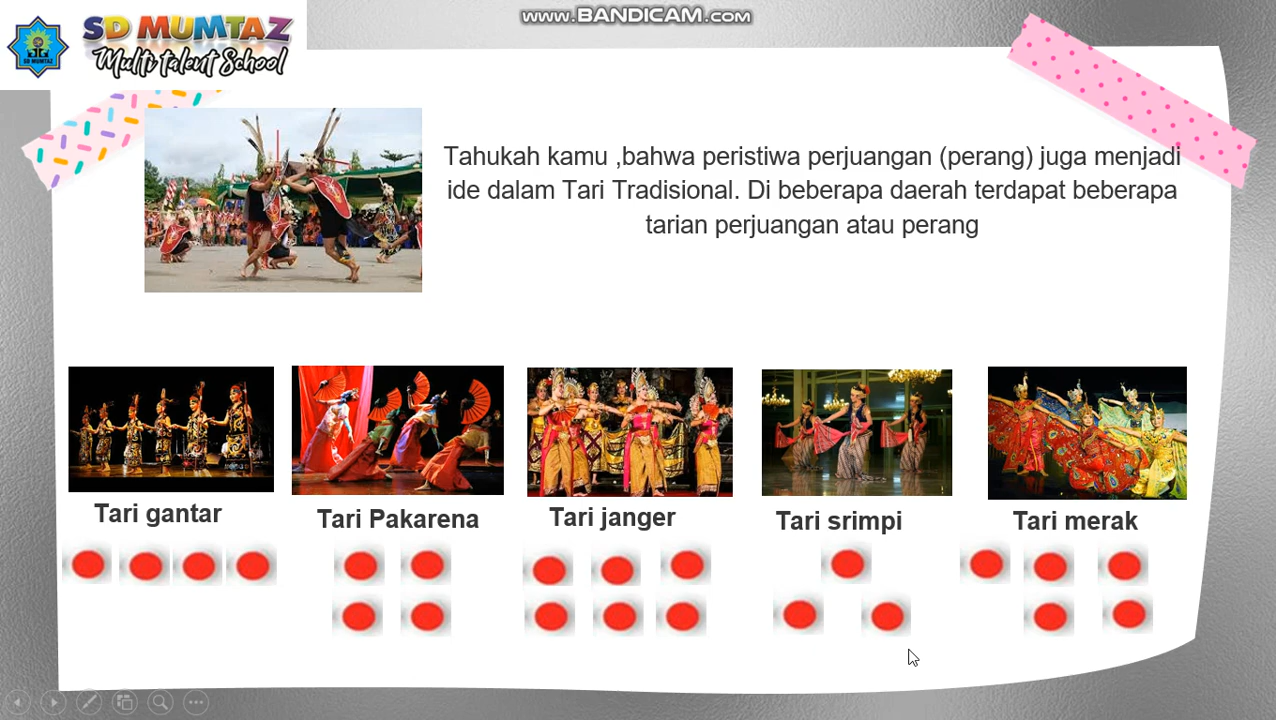 www.BANDICAM.com
SD MUMTAZ
Multi talent School
SD MUMTAZ
Tahukah kamu ,bahwa peristiwa perjuangan (perang) juga menjadi
ide dalam Tari Tradisional. Di beberapa daerah terdapat beberapa
tarian perjuangan atau perang
Tari gantar
Tari Pakarena
Tari janger
Tari srimpi
Tari merak